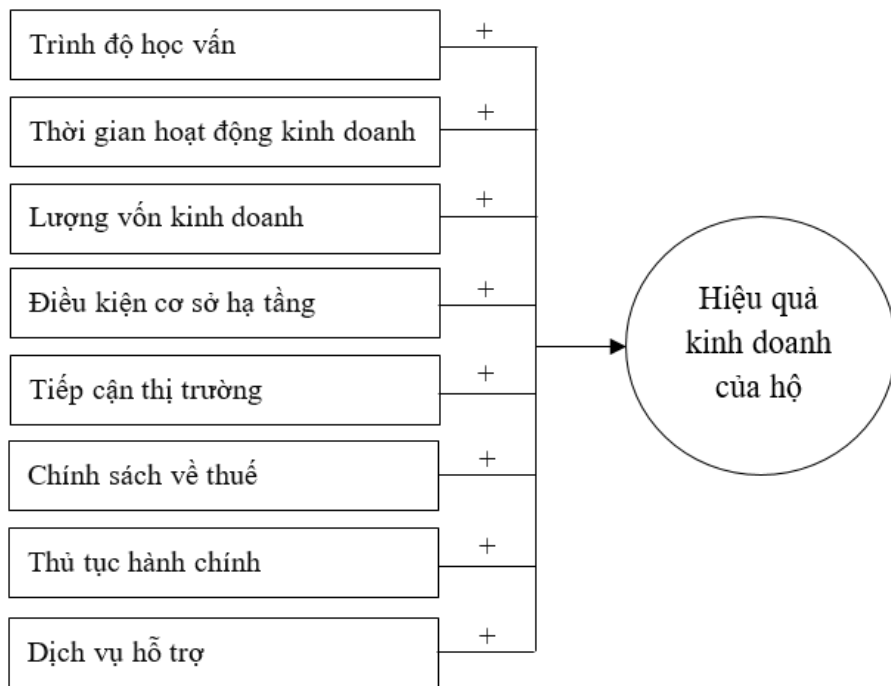 Trình độ học vấn
+
Thời gian hoạt động kinh doanh
+
Lượng vốn kinh doanh
+
Điều kiện cơ sở hạ tầng
+
Tiếp cận thị trường
+
Chính sách về thuế
+
Thủ tục hành chính
+
Dịch vụ hỗ trợ
+
Hiệu quả
kinh doanh
của hộ